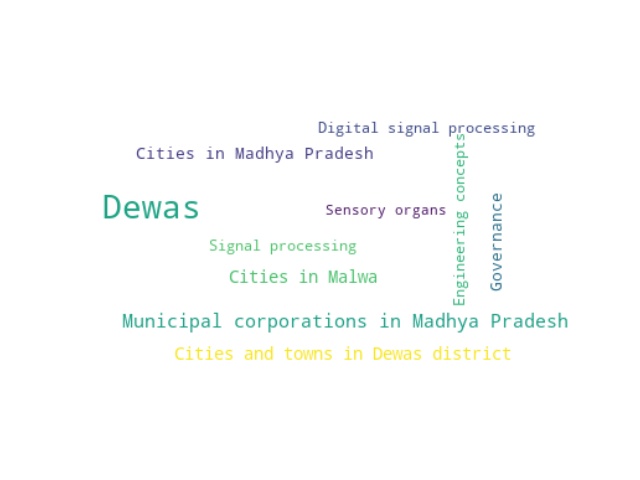 Digital signal processing
Cities in Madhya Pradesh
Engineering concepts
Dewas
Sensory organs
Governance
Signal processing
Cities in Malwa
Municipal corporations in Madhya Pradesh
Cities and towns in Dewas district